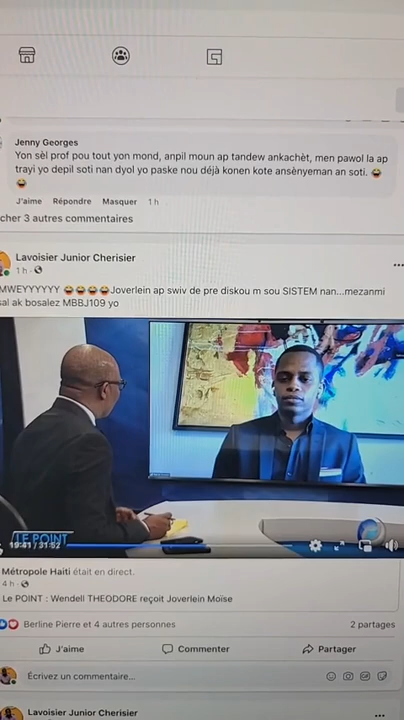 Jenny Georges
Yon sèl prof pou tout yon mond, anpil moun ap tandew ankachèt, men pawol la ap
trayi yo depil soti nan dyol yo paske nou déjà konen kote ansènyeman an soti. 😂
😂
J'aime Répondre Masquer 1 h
cher 3 autres commentaires
Lavoisier Junior Cherisier
1 h
MWEYYYYYY 😂😂😂😂Joverlein ap swiv de pre diskou m sou SISTEM nan...mezanmi
sal ak bosalez MBBJ109 yo
LE POINT
19:41 / 31:52
Métropole Haiti était en direct.
4 h
Le POINT : Wendell THEODORE reçoit Joverlein Moïse
Berline Pierre et 4 autres personnes
2 partages
J'aime
Commenter
Partager
Écrivez un commentaire...
Lavoisier Junior Cherisier